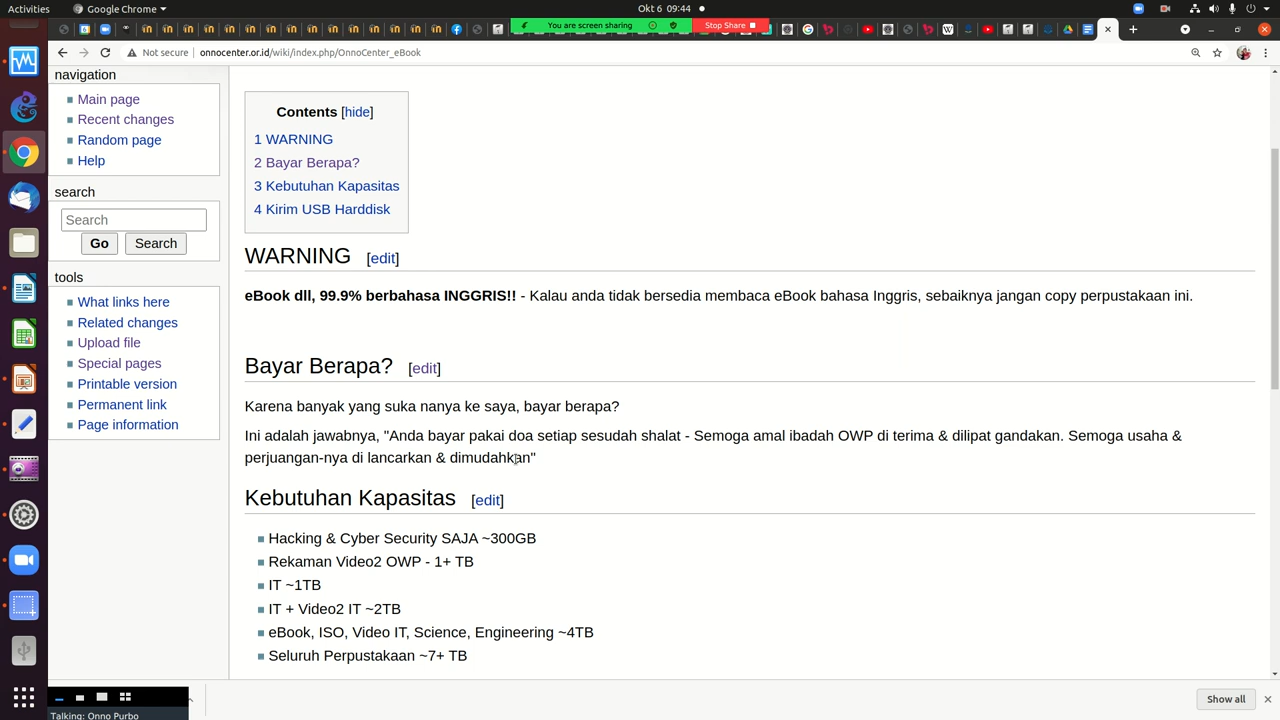 Activities
Google Chrome
Okt 6 09:44
You are screen sharing
Stop Share
Not secure
onnocenter.or.id/wiki/index.php/OnnoCenter_eBook
navigation
Main page
Recent changes
Random page
Help
search
Search
Go Search
tools
What links here
Related changes
Upload file
Special pages
Printable version
Permanent link
Page information
Contents [hide]
1 WARNING
2 Bayar Berapa?
3 Kebutuhan Kapasitas
4 Kirim USB Harddisk
WARNING [edit]
eBook dll, 99.9% berbahasa INGGRIS!! - Kalau anda tidak bersedia membaca eBook bahasa Inggris, sebaiknya jangan copy perpustakaan ini.
Bayar Berapa? [edit]
Karena banyak yang suka nanya ke saya, bayar berapa?
Ini adalah jawabnya, "Anda bayar pakai doa setiap sesudah shalat - Semoga amal ibadah OWP di terima & dilipat gandakan. Semoga usaha &
perjuangan-nya di lancarkan & dimudahkan"
Kebutuhan Kapasitas [edit]
Hacking & Cyber Security SAJA ~300GB
Rekaman Video2 OWP - 1+ TB
IT ~1TB
IT + Video2 IT ~2TB
eBook, ISO, Video IT, Science, Engineering ~4TB
Seluruh Perpustakaan ~7+ TB
Show all
Talking: Onno Purbo